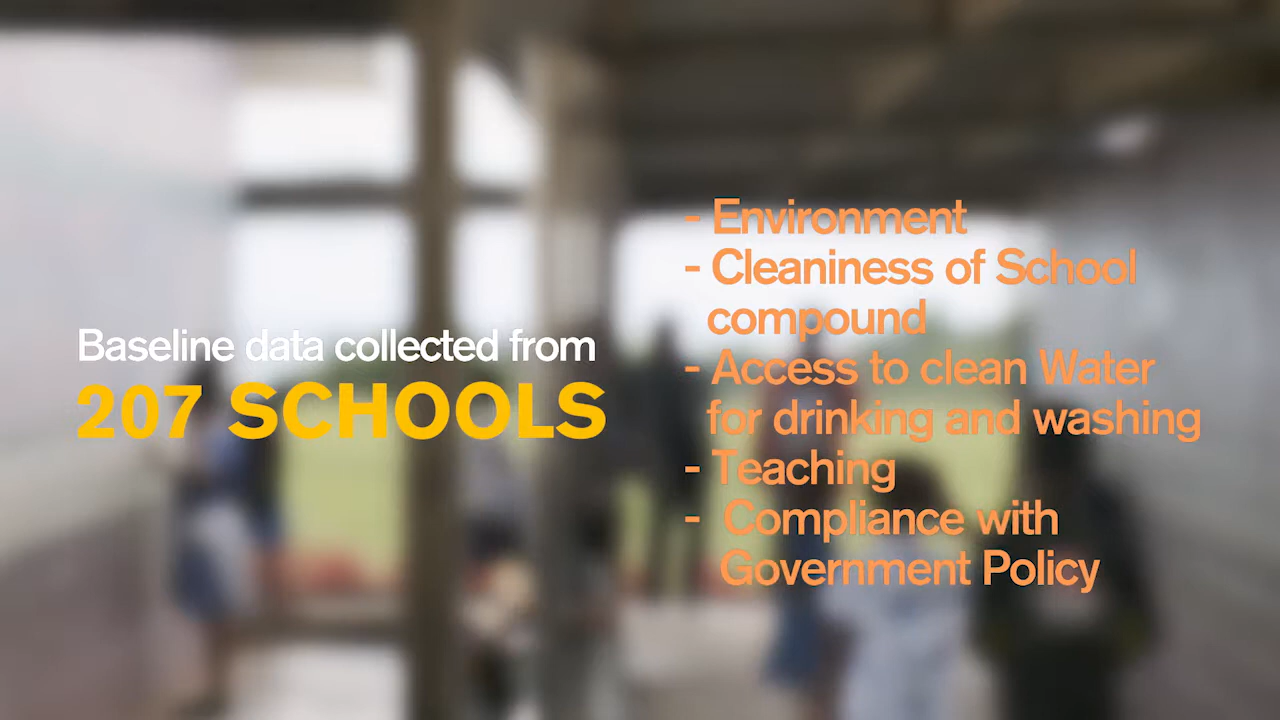 Baseline data collected from
207 SCHOOLS
- Environment
- Cleaniness of School
compound
- Access to clean Water
for drinking and washing
- Teaching
- Compliance with
Government Policy